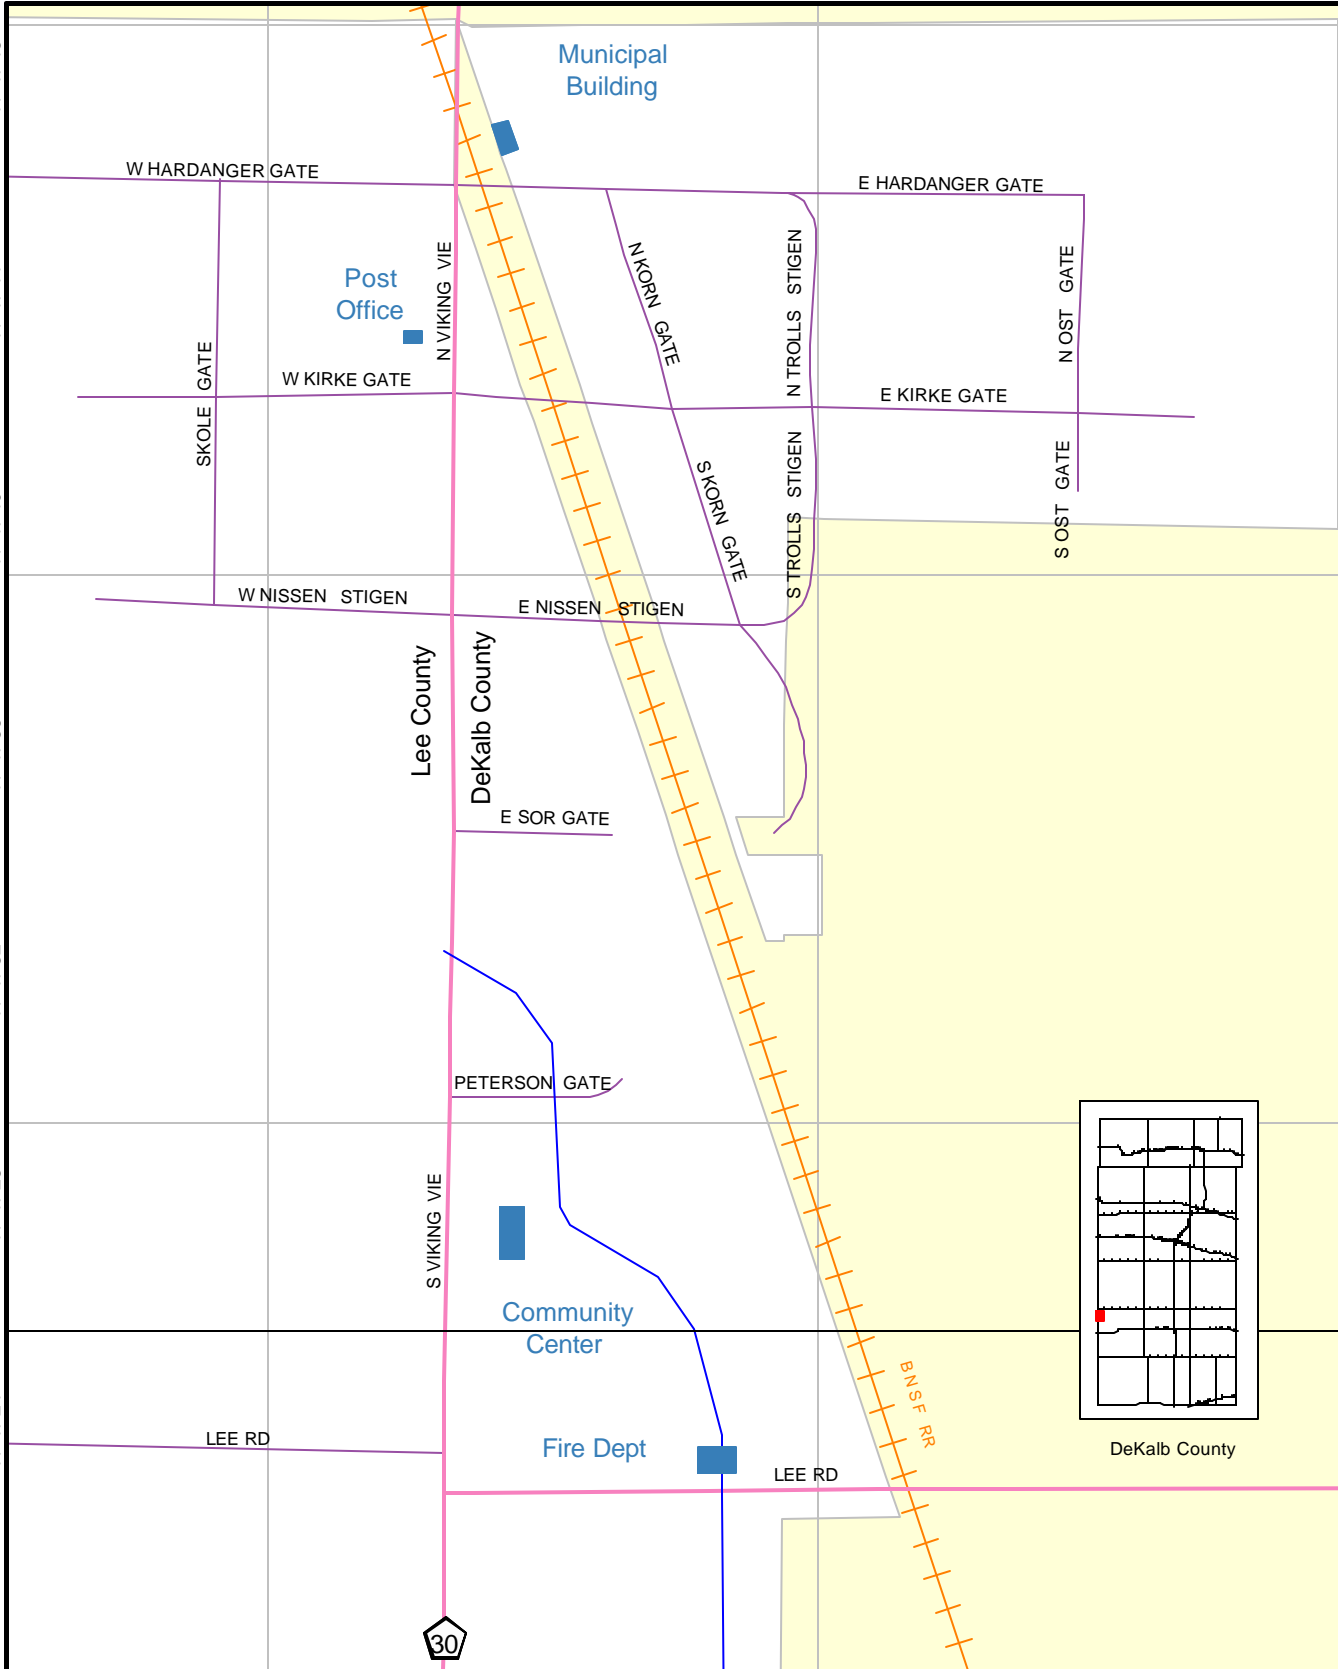 Municipal
Building
W HARDANGER GATE
E HARDANGER GATE
N VIKING VIE
N KORN GATE
N TROLLS STIGEN
N OST GATE
Post
Office
SKOLE GATE
W KIRKE GATE
E KIRKE GATE
S KORN GATE
S TROLLS STIGEN
S OST GATE
W NISSEN STIGEN
E NISSEN STIGEN
Lee County
DeKalb County
E SOR GATE
PETERSON GATE
S VIKING VIE
Community
Center
BNSF RR
LEE RD
Fire Dept
LEE RD
DeKalb County
30